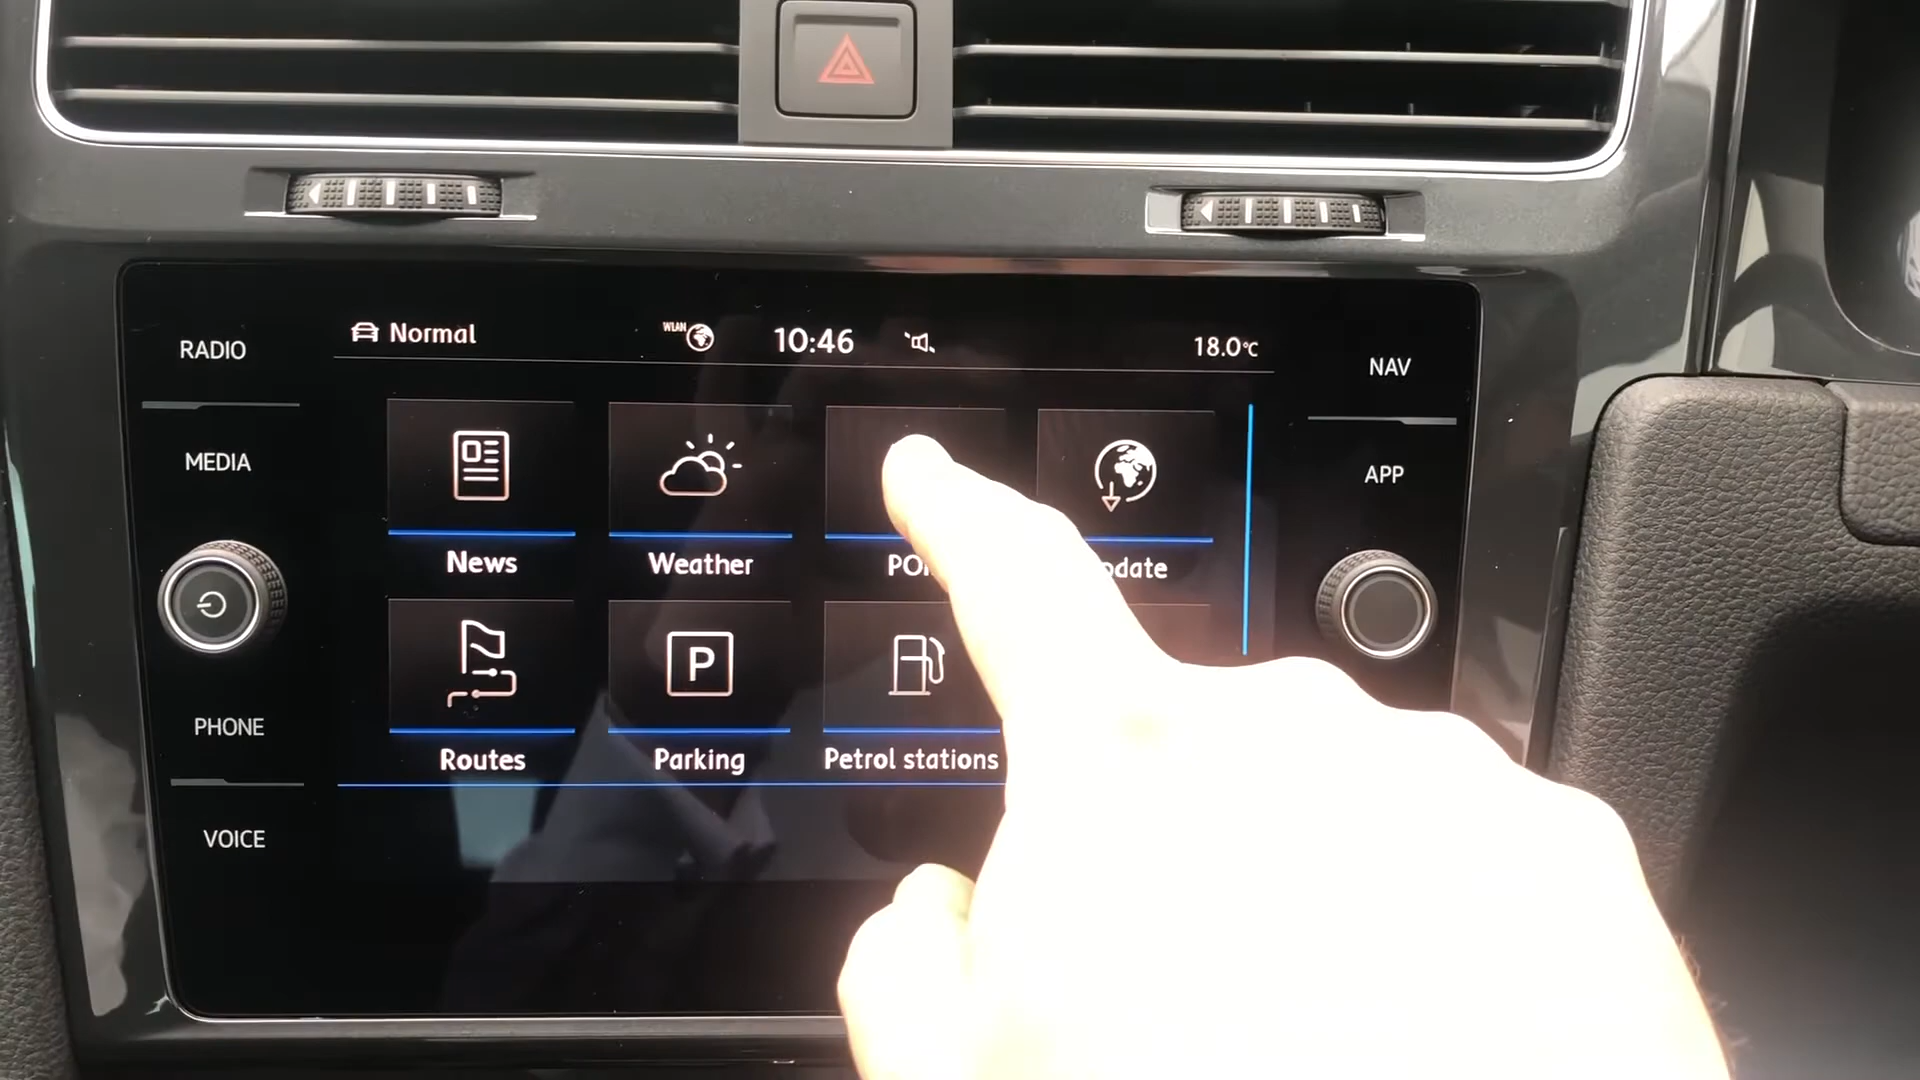 RADIO
MEDIA
PHONE
VOICE
Normal
WLAN
10:46
18.0°C
News
Weather
Routes
P
Parking
Petrol stations
NAV
APP